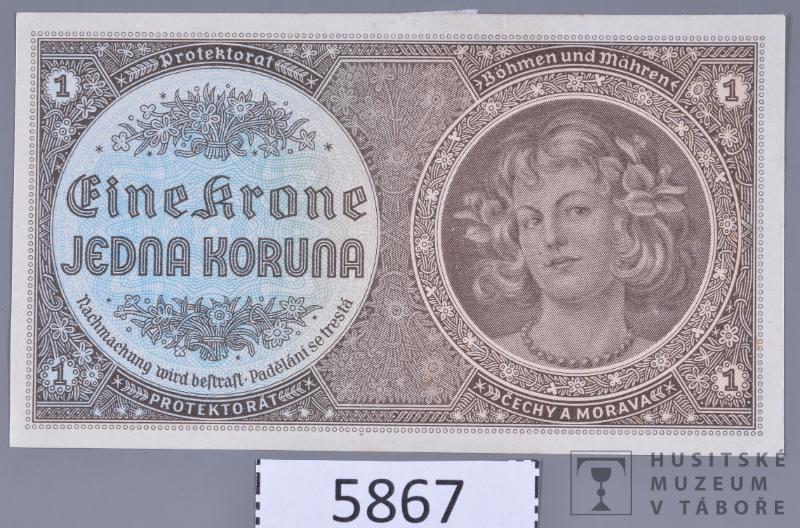 Protektorat
Böhmen und Mähren
1
1
Eine Krone
JEDNA KORUNA
Nachmachung wird bestraft · Padělání se trestá
1
1
PROTEKTORÁT
ČECHY A MORAVA
5867
HUSITSKÉ
MUZEUM
V TÁBOŘE